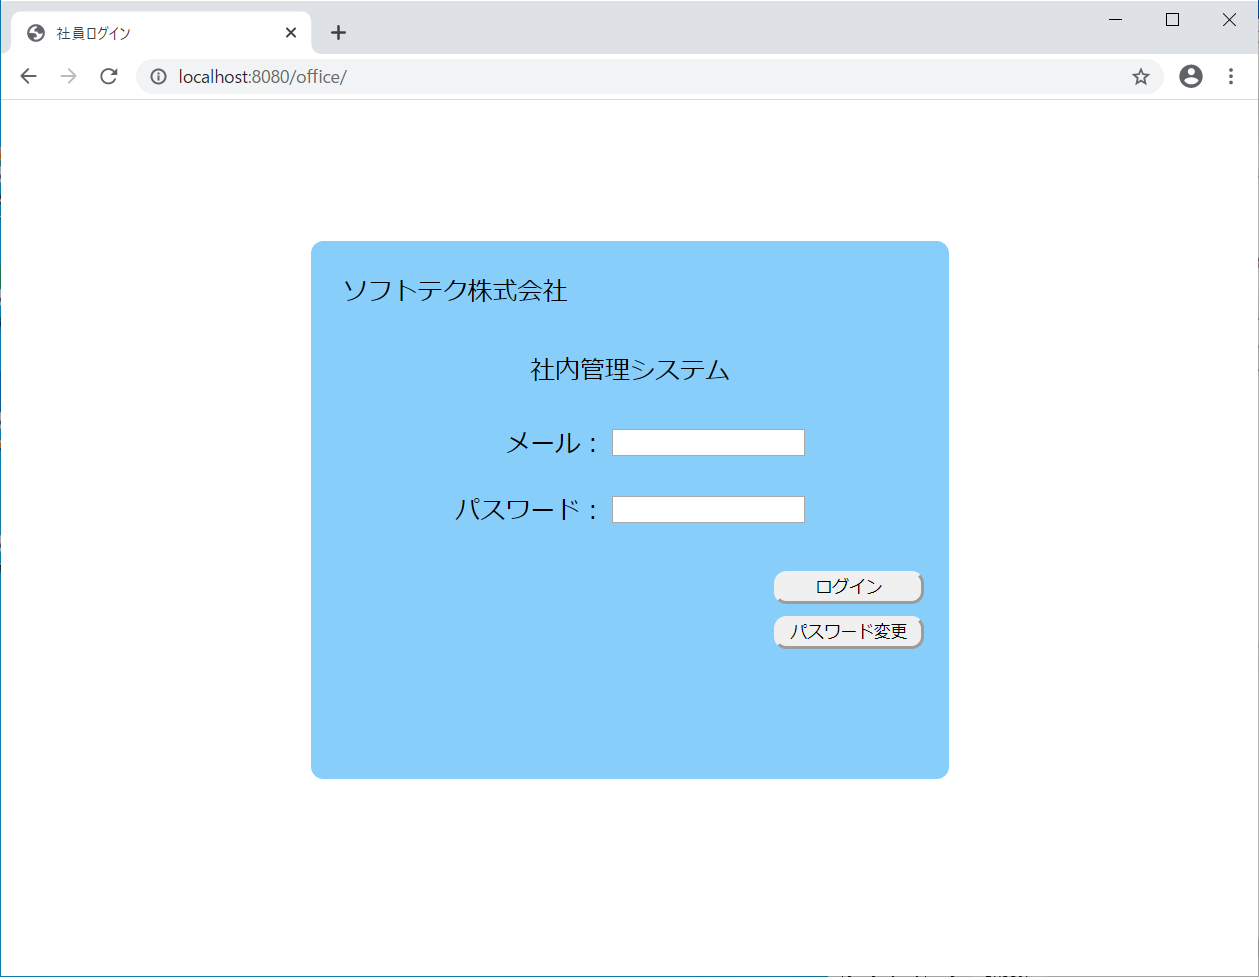 社員ログイン
localhost:8080/office/
ソフトテク株式会社
社内管理システム
メール：
パスワード：
ログイン
パスワード変更